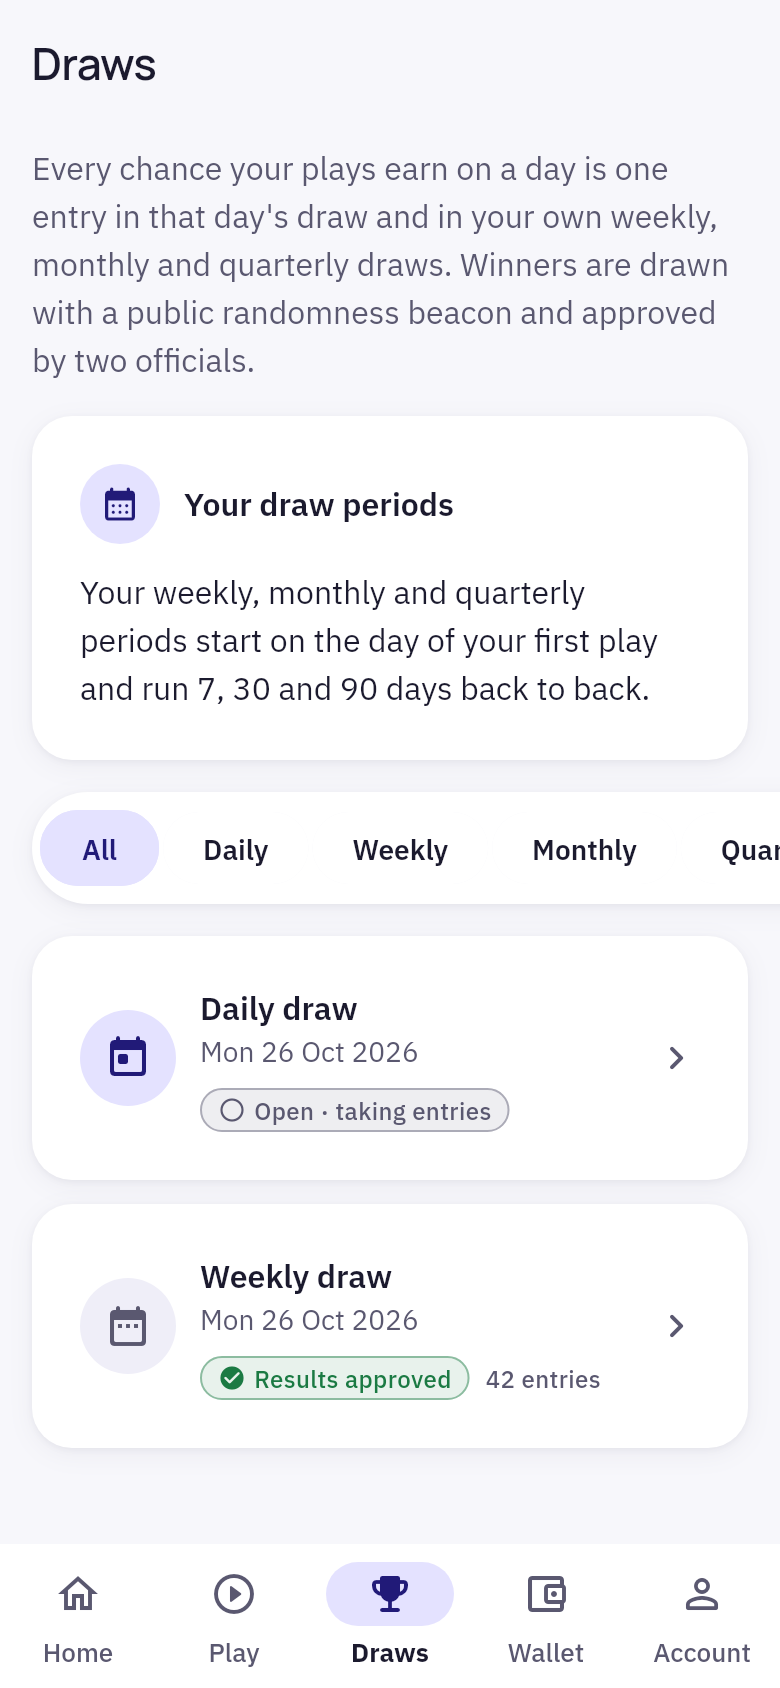 Draws
Every chance your plays earn on a day is one
entry in that day's draw and in your own weekly,
monthly and quarterly draws. Winners are drawn
with a public randomness beacon and approved
by two officials.
Your draw periods
Your weekly, monthly and quarterly
periods start on the day of your first play
and run 7, 30 and 90 days back to back.
All Daily Weekly Monthly Quar
Daily draw
Mon 26 Oct 2026
Open · taking entries
Weekly draw
Mon 26 Oct 2026
Results approved 42 entries
Home Play Draws Wallet Account